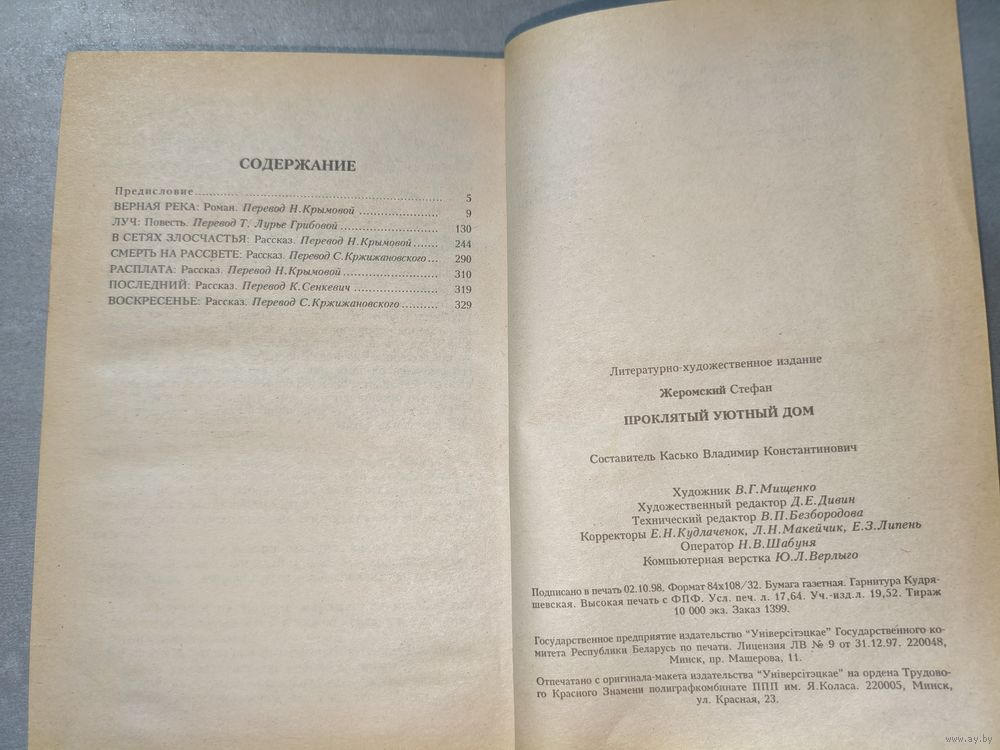 СОДЕРЖАНИЕ
Предисловие........... ........................................... 5
ВЕРНАЯ РЕКА: Роман. Перевод Н.Крымовой .................. 9
ЛУЧ: Повесть. Перевод Т. Лурье Грибовой ..................... 130
В СЕТЯХ ЗЛОСЧАСТЬЯ: Рассказ. Перевод Н.Крымовой ...... 244
СМЕРТЬ НА РАССВЕТЕ: Рассказ. Перевод С.Кржижановского ... 290
РАСПЛАТА: Рассказ. Перевод Н.Крымовой ..................... 310
ПОСЛЕДНИЙ: Рассказ. Перевод К.Сенкевич ................... 319
ВОСКРЕСЕНЬЕ: Рассказ. Перевод С.Кржижановского .......... 329
Литературно-художественное издание
Жеромский Стефан
ПРОКЛЯТЫЙ УЮТНЫЙ ДОМ
Составитель Касько Владимир Константинович
Художник В.Г.Мищенко
Художественный редактор Д.Е.Дивин
Технический редактор В.П.Безбородова
Корректоры Е.Н.Кудлаченок, Л.Н.Макейчик, Е.З.Липень
Оператор Н.В.Шабуня
Компьютерная верстка Ю.Л.Верлыго
Подписано в печать 02.10.98. Формат 84х108/32. Бумага газетная. Гарнитура Кудря-
шевская. Высокая печать с ФПФ. Усл. печ. л. 17,64. Уч.-изд.л. 19,52. Тираж
10 000 экз. Заказ 1399.
Государственное предприятие издательство "Унiверсiтэцкае" Государственного ко-
митета Республики Беларусь по печати. Лицензия ЛВ № 9 от 31.12.97. 220048,
Минск, пр. Машерова, 11.
Отпечатано с оригинала-макета издательства "Унiверсiтэцкае" на ордена Трудово-
го Красного Знамени полиграфкомбинате ППП им. Я.Коласа. 220005, Минск,
ул. Красная, 23.
www.ay.by